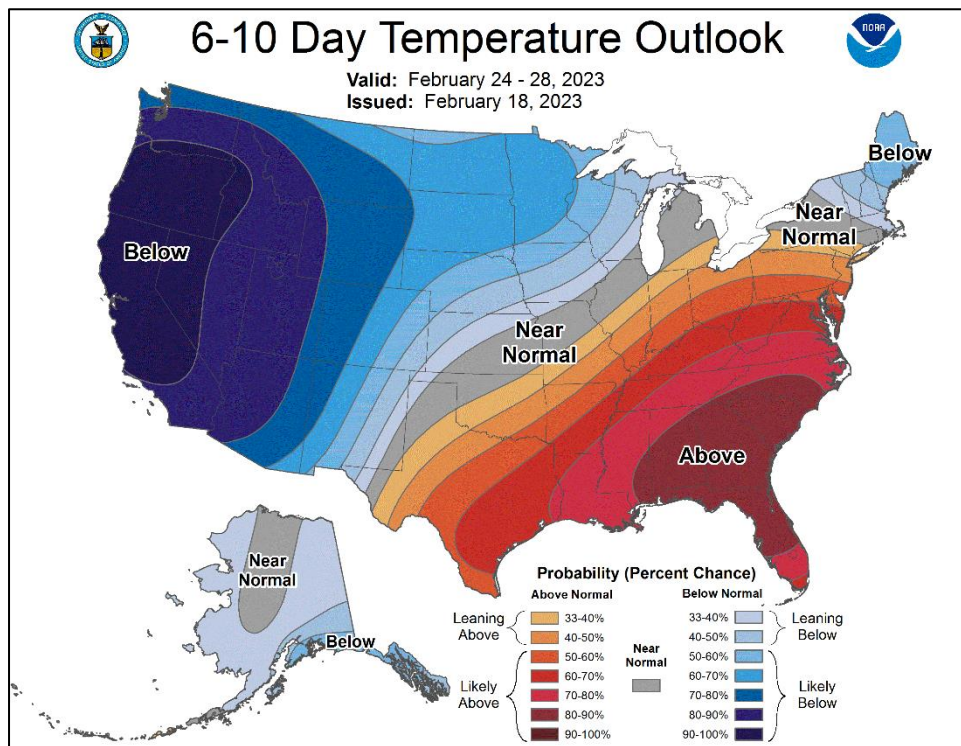 6-10 Day Temperature Outlook
Valid: February 24 - 28, 2023
Issued: February 18, 2023
NOAA
Below
Below
Near
Normal
Near
Normal
Above
Near
Normal
Below
Probability (Percent Chance)
Above Normal
Below Normal
Leaning
Above
33-40%
40-50%
Likely
Above
50-60%
60-70%
70-80%
80-90%
90-100%
Near
Normal
33-40%
40-50%
Leaning
Below
50-60%
60-70%
70-80%
80-90%
90-100%
Likely
Below